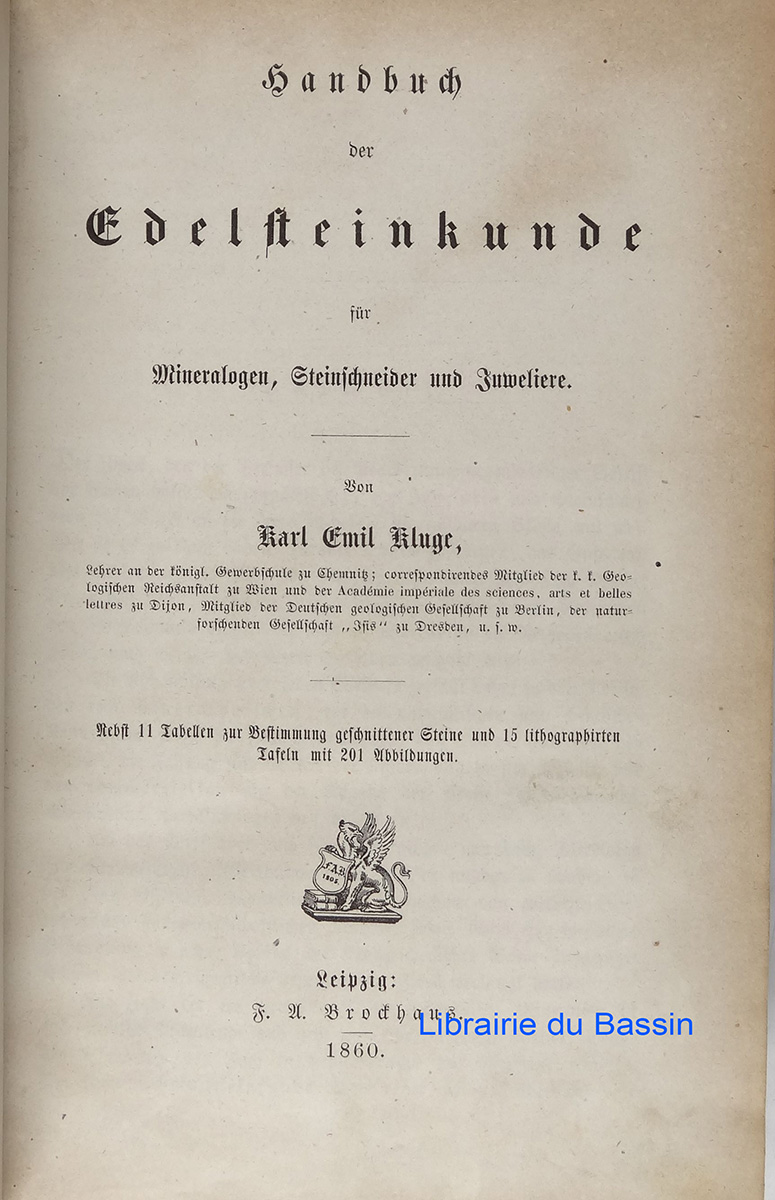 Handbuch
der
Edelsteinkunde
für
Mineralogen, Steinschneider und Juweliere.
Von
Karl Emil Kluge,
Lehrer an der königl. Gewerbschule zu Chemnitz; correspondirendes Mitglied der k. k. Geo-
logischen Reichsanstalt zu Wien und der Académie impériale des sciences, arts et belles
lettres zu Dijon, Mitglied der Deutschen geologischen Gesellschaft zu Berlin, der natur-
forschenden Gesellschaft „Isis“ zu Dresden, u. s. w.
Nebst 11 Tabellen zur Bestimmung geschnittener Steine und 15 lithographirten
Tafeln mit 201 Abbildungen.
F.A.B.
1805.
Leipzig:
F. A. Brockhaus.
Librairie du Bassin
1860.